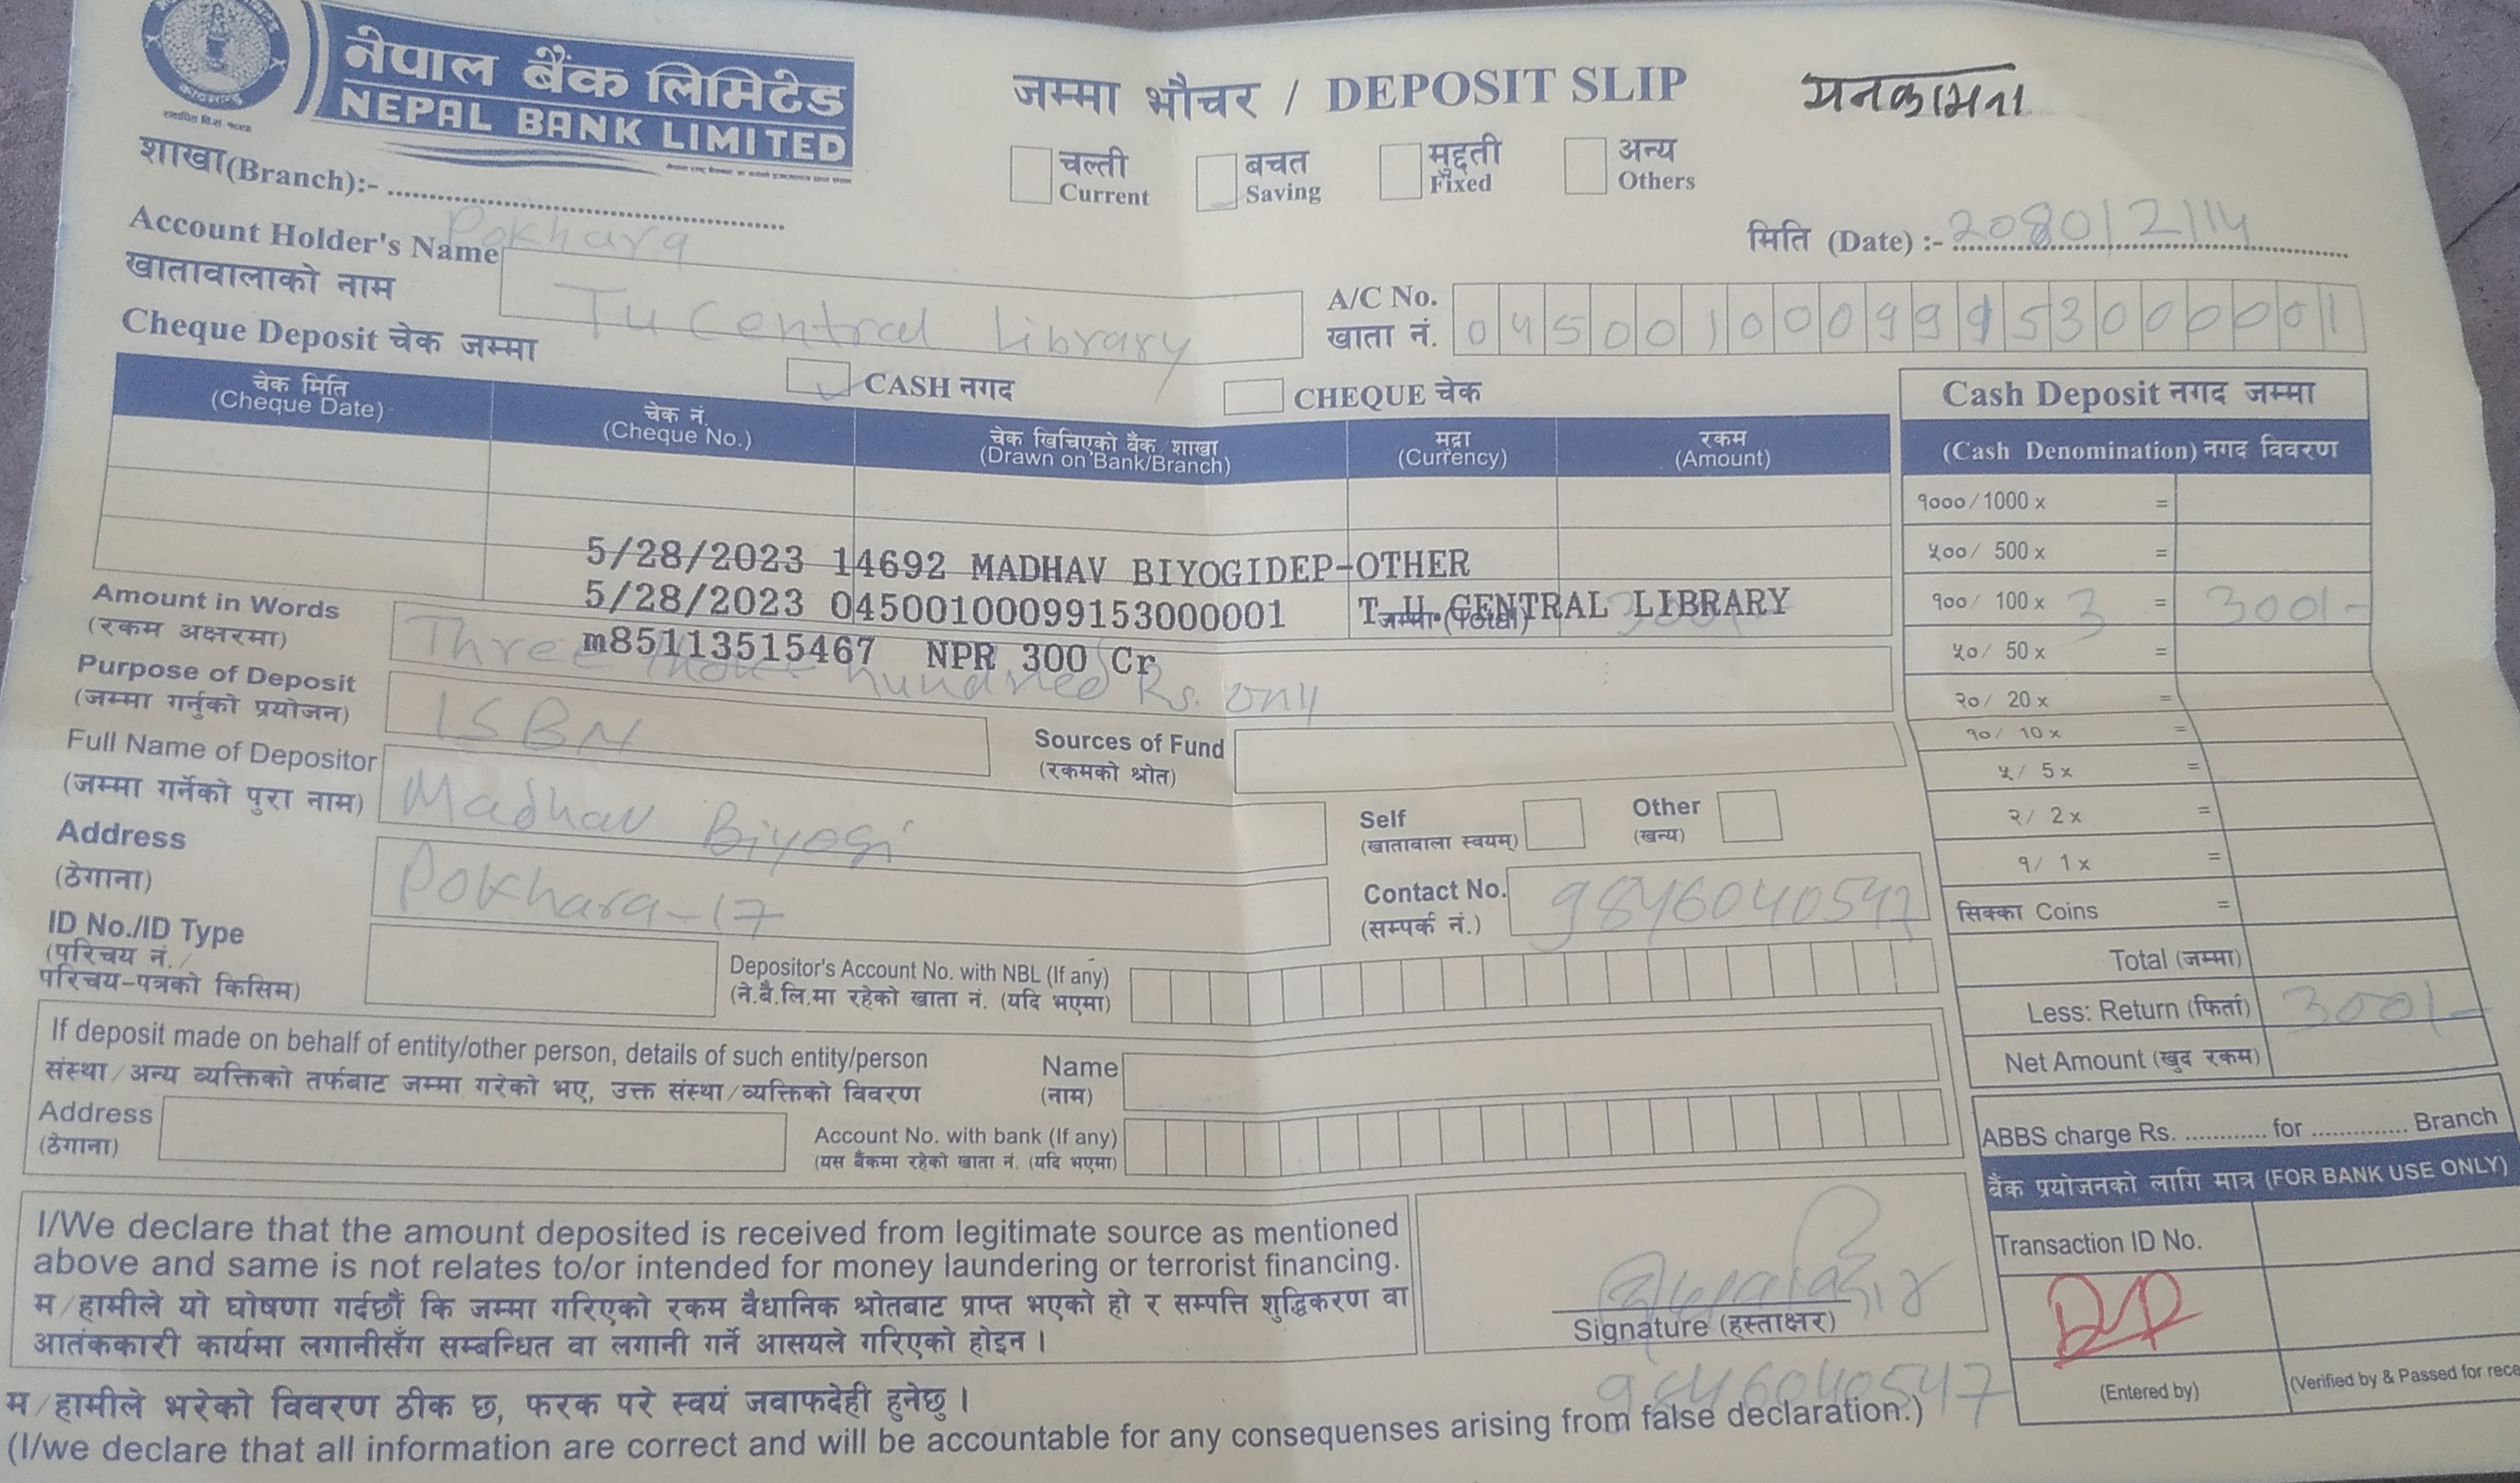 नेपाल बैंक लिमिटेड
NEPAL BANK LIMITED
जम्मा भौचर / DEPOSIT SLIP
मनकामना
चल्ती Current
बचत Saving
मुद्दती Fixed
अन्य Others
शाखा(Branch):- Pokhara
मिति (Date) :- 2080/2/14
Account Holder's Name
खातावालाको नाम
Tu Central Library
A/C No.
खाता नं.
Cheque Deposit चेक जम्मा
CASH नगद
CHEQUE चेक
चेक मिति (Cheque Date)
चेक नं. (Cheque No.)
चेक खिचिएको बैंक शाखा (Drawn on Bank/Branch)
मुद्रा (Currency)
रकम (Amount)
5/28/2023 14692 MADHAV BIYOGIDEP-OTHER
5/28/2023 04500100099153000001 T.U.CENTRAL LIBRARY
जम्मा (Total)
m85113515467 NPR 300 Cr
Cash Deposit नगद जम्मा
(Cash Denomination) नगद विवरण
१०००/1000 x =
५००/ 500 x =
१००/ 100 x 3 = 300/-
५०/ 50 x =
२०/ 20 x =
१०/ 10 x =
५/ 5 x =
२/ 2 x =
१/ 1 x =
सिक्का Coins =
Total (जम्मा)
Less: Return (फिर्ता) 300/-
Net Amount (खुद रकम)
Amount in Words
(रकम अक्षरमा)
Three hundred Rs. only
Purpose of Deposit
(जम्मा गर्नुको प्रयोजन)
ISBN
Sources of Fund
(रकमको श्रोत)
Full Name of Depositor
(जम्मा गर्नेको पुरा नाम)
Madhav Biyogi
Self
(खातावाला स्वयम्)
Other
(खन्य)
Address
(ठेगाना)
Pokhara-17
Contact No.
(सम्पर्क नं.)
9846040547
ID No./ID Type
(परिचय नं./
परिचय-पत्रको किसिम)
Depositor's Account No. with NBL (If any)
(ने.बै.लि.मा रहेको खाता नं. (यदि भएमा)
If deposit made on behalf of entity/other person, details of such entity/person
संस्था/अन्य व्यक्तिको तर्फबाट जम्मा गरेको भए, उक्त संस्था/व्यक्तिको विवरण
Name
(नाम)
Address
(ठेगाना)
Account No. with bank (If any)
(यस बैंकमा रहेको खाता नं. (यदि भएमा)
ABBS charge Rs. ............ for .............. Branch
बैंक प्रयोजनको लागि मात्र (FOR BANK USE ONLY)
Transaction ID No.
(Entered by)
(Verified by & Passed for rece
I/We declare that the amount deposited is received from legitimate source as mentioned
above and same is not relates to/or intended for money laundering or terrorist financing.
म/हामीले यो घोषणा गर्दछौं कि जम्मा गरिएको रकम वैधानिक श्रोतबाट प्राप्त भएको हो र सम्पत्ति शुद्धिकरण वा
आतंककारी कार्यमा लगानीसँग सम्बन्धित वा लगानी गर्ने आसयले गरिएको होइन ।
Signature (हस्ताक्षर)
9846040547
म/हामीले भरेको विवरण ठीक छ, फरक परे स्वयं जवाफदेही हुनेछु ।
(I/we declare that all information are correct and will be accountable for any consequenses arising from false declaration.)